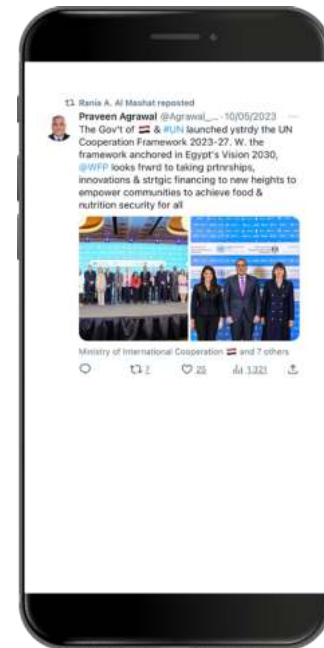 Rania A. Al Mashat reposted
Praveen Agrawal @Agrawal_... · 10/05/2023
The Gov't of 🇪🇬 & #UN launched ystrdy the UN
Cooperation Framework 2023-27. W. the
framework anchored in Egypt's Vision 2030,
@WFP looks frwrd to taking prtnrships,
innovations & strtgic financing to new heights to
empower communities to achieve food &
nutrition security for all
Ministry of International Cooperation 🇪🇬 and 7 others
7 25 1,321